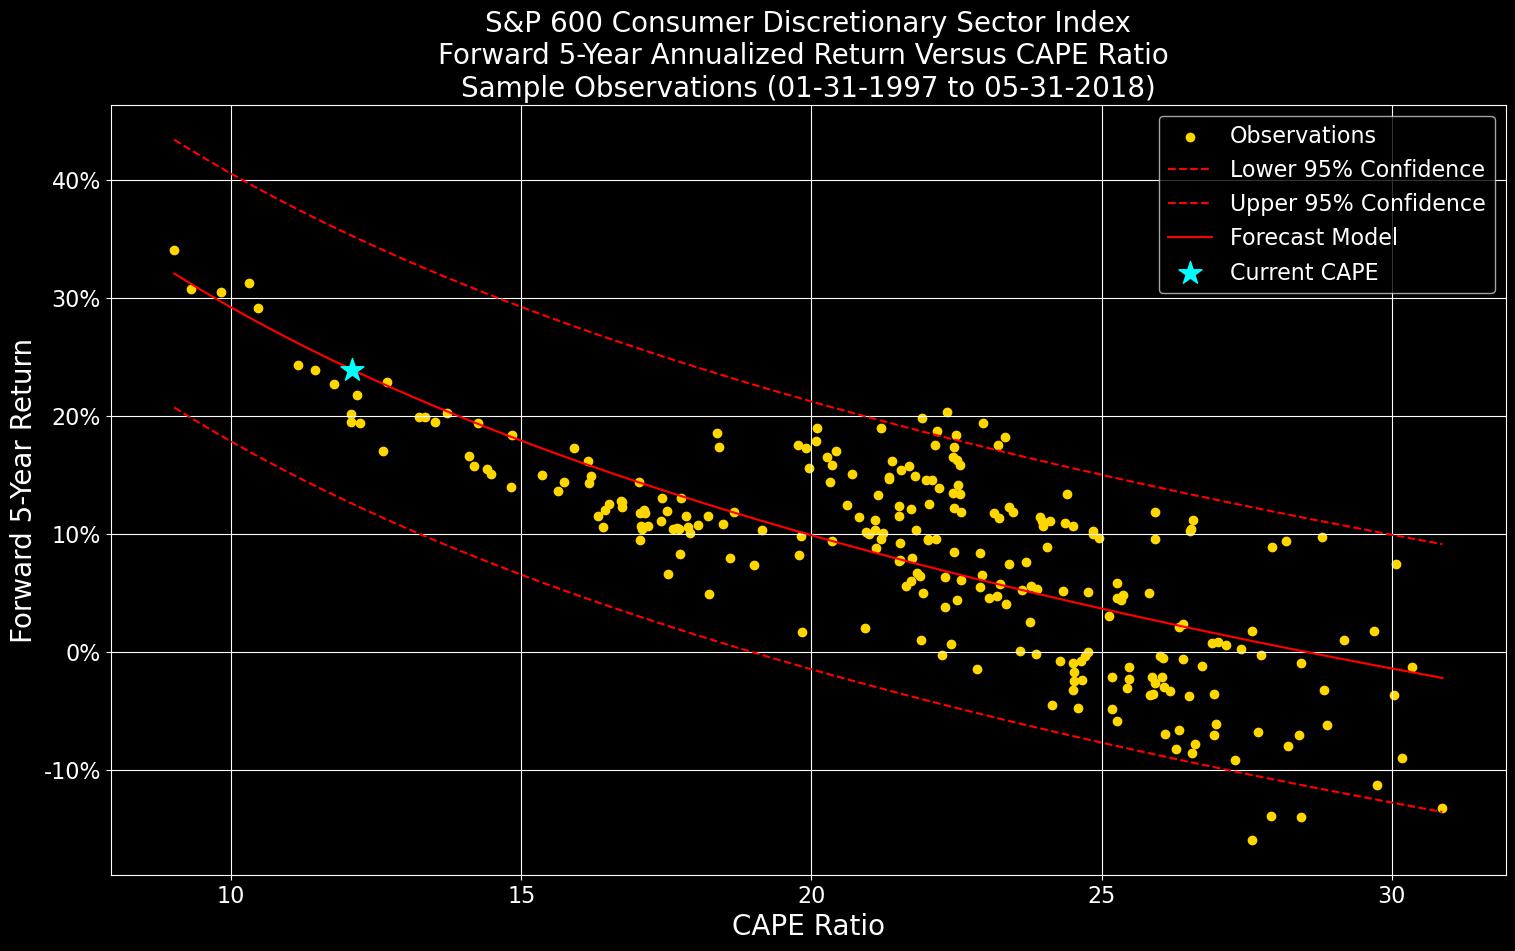 S&P 600 Consumer Discretionary Sector Index
Forward 5-Year Annualized Return Versus CAPE Ratio
Sample Observations (01-31-1997 to 05-31-2018)
Observations
Lower 95% Confidence
Upper 95% Confidence
Forecast Model
Current CAPE
Forward 5-Year Return
40%
30%
20%
10%
0%
-10%
10
15
20
25
30
CAPE Ratio